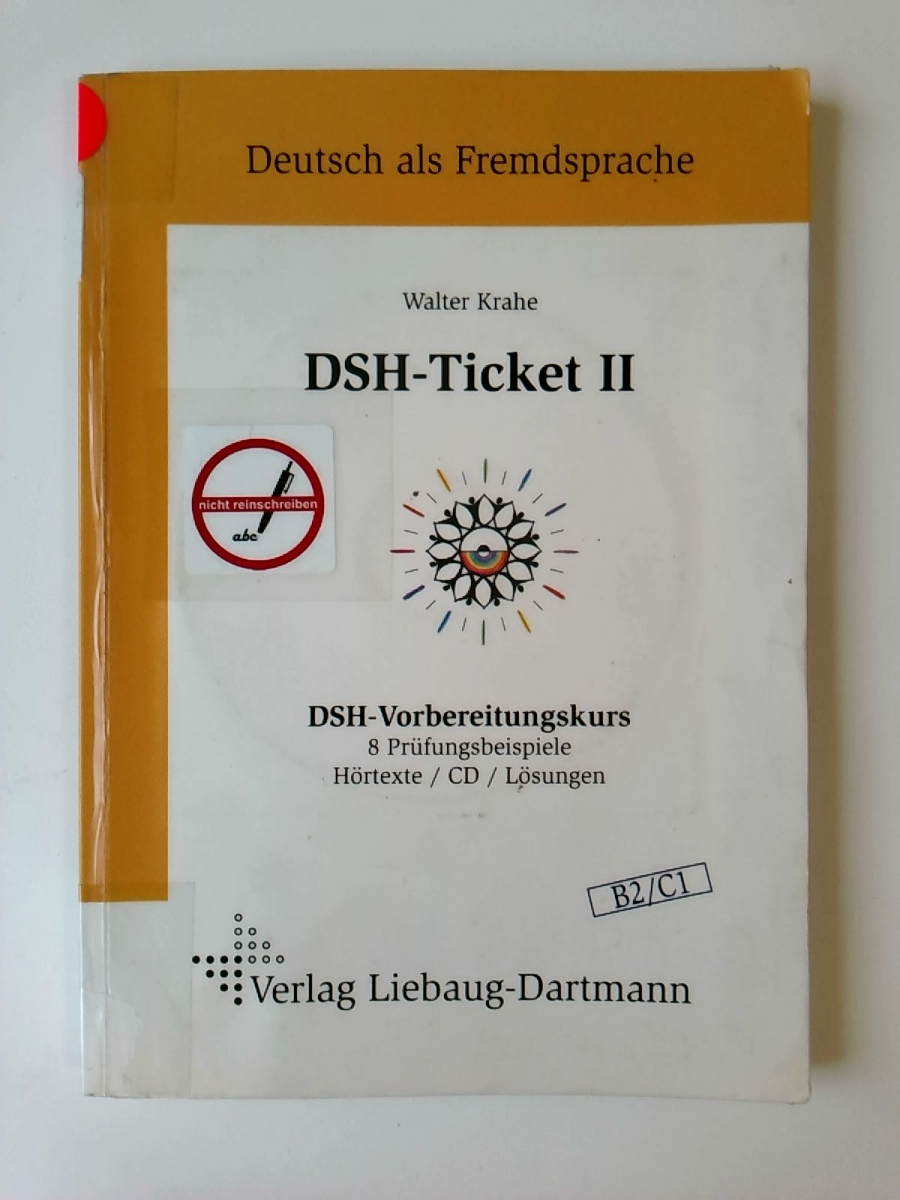 Deutsch als Fremdsprache
Walter Krahe
DSH-Ticket II
nicht reinschreiben
abc
DSH-Vorbereitungskurs
8 Prüfungsbeispiele
Hörtexte / CD / Lösungen
B2/C1
Verlag Liebaug-Dartmann